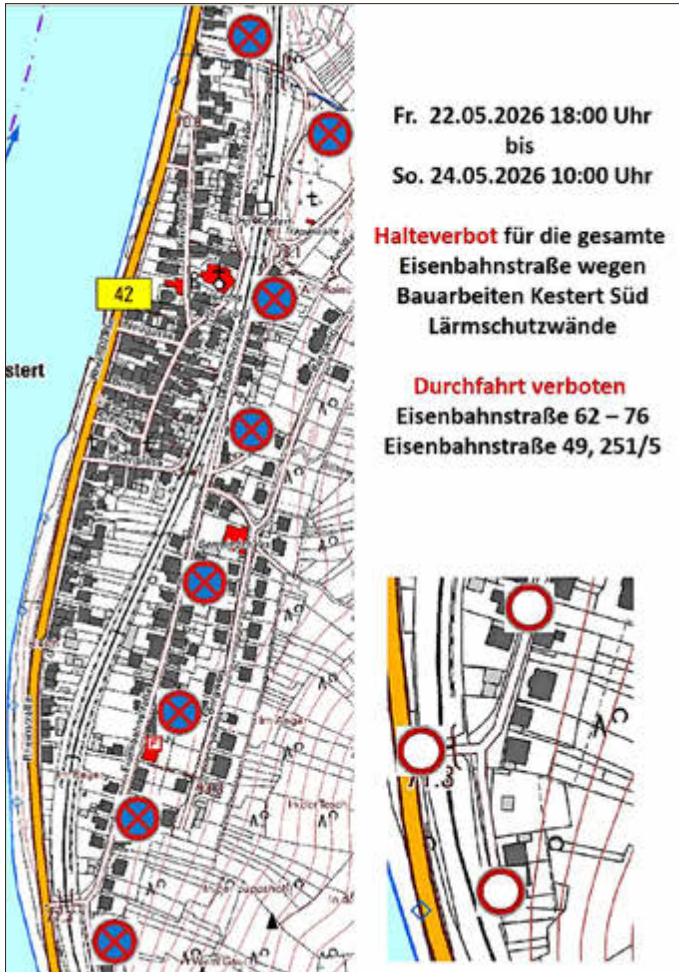 Fr. 22.05.2026 18:00 Uhr
bis
So. 24.05.2026 10:00 Uhr
Halteverbot für die gesamte
Eisenbahnstraße wegen
Bauarbeiten Kestert Süd
Lärmschutzwände
Durchfahrt verboten
Eisenbahnstraße 62 – 76
Eisenbahnstraße 49, 251/5
42
stert